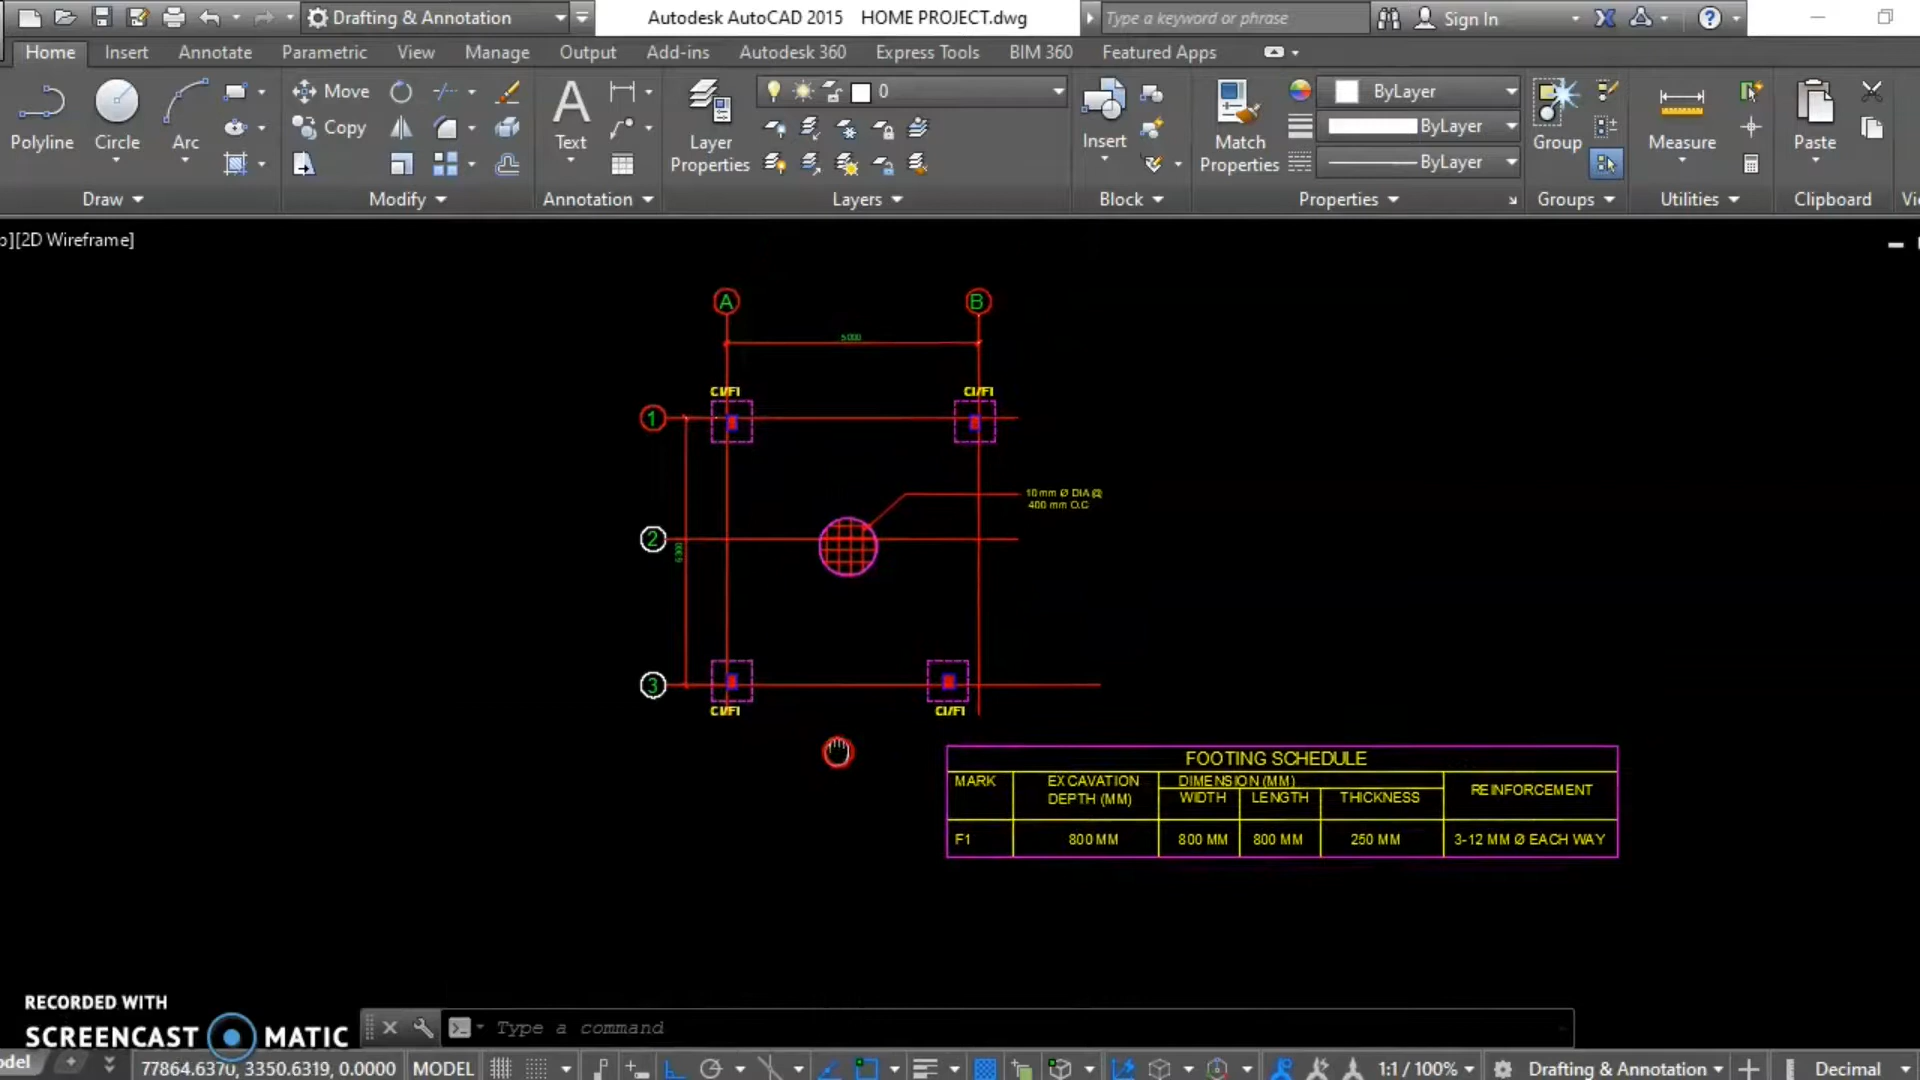 Drafting & Annotation
Autodesk AutoCAD 2015 HOME PROJECT.dwg
Type a keyword or phrase
Sign In
Home Insert Annotate Parametric View Manage Output Add-ins Autodesk 360 Express Tools BIM 360 Featured Apps
Polyline Circle Arc
Move
Copy
Text
Layer Properties
0
Insert
Match Properties
ByLayer
ByLayer
ByLayer
Group
Measure
Paste
Draw Modify Annotation Layers Block Properties Groups Utilities Clipboard
][2D Wireframe]
A B
5000
C1/F1 C1/F1
1
10mm Ø DIA @
400 mm O.C
2
3
C1/F1 C1/F1
FOOTING SCHEDULE
MARK EXCAVATION DEPTH (MM) DIMENSION (MM) REINFORCEMENT
WIDTH LENGTH THICKNESS
F1 800 MM 800 MM 800 MM 250 MM 3-12 MM Ø EACH WAY
RECORDED WITH
SCREENCAST MATIC
Type a command
77864.6370, 3350.6319, 0.0000 MODEL 1:1 / 100% Drafting & Annotation Decimal